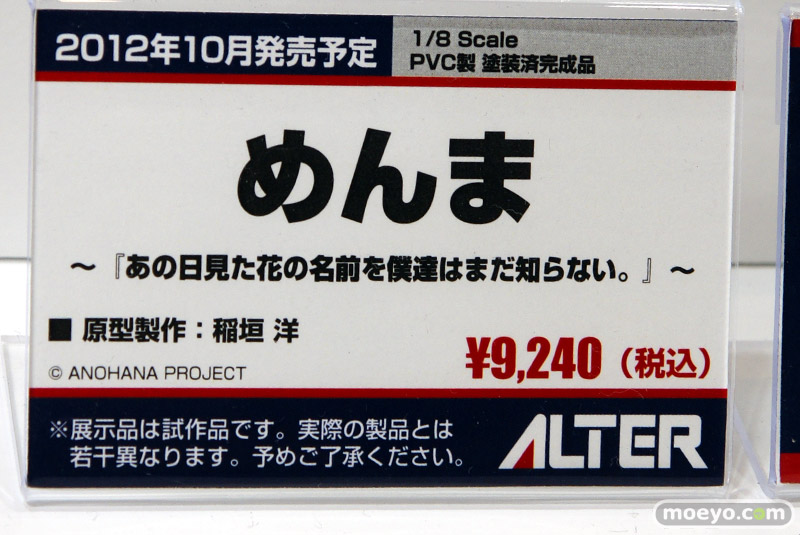 2012年10月発売予定
1/8 Scale
PVC製 塗装済完成品
めんま
～『あの日見た花の名前を僕達はまだ知らない。』～
■ 原型製作：稲垣 洋
¥9,240（税込）
© ANOHANA PROJECT
※展示品は試作品です。実際の製品とは
若干異なります。予めご了承ください。
ALTER
moeyo.com